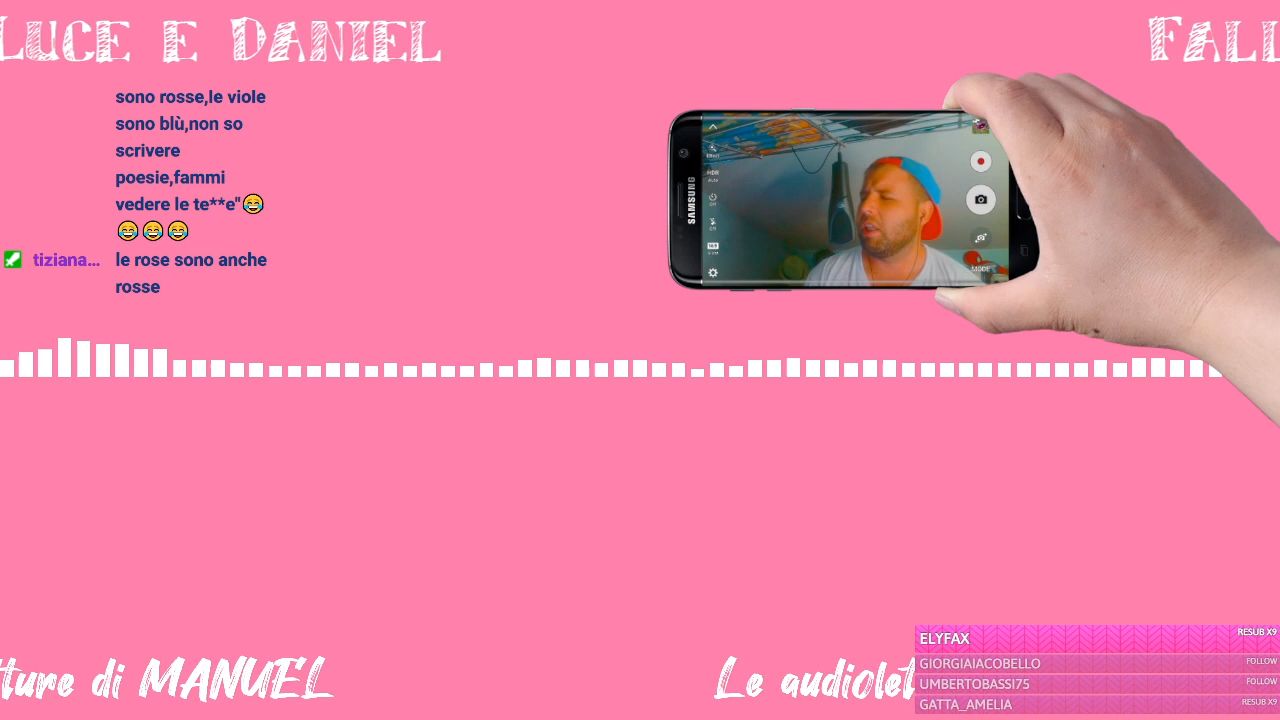 LUCE E DANIEL
FALL
sono rosse,le viole
sono blù,non so
scrivere
poesie,fammi
vedere le te**e"😂
😂😂😂
tiziana... le rose sono anche
rosse
SAMSUNG
MODE
ture di MANUEL
Le audiolet
ELYFAX RESUB X9
GIORGIAIACOBELLO FOLLOW
UMBERTOBASSI75 FOLLOW
GATTA_AMELIA RESUB X9